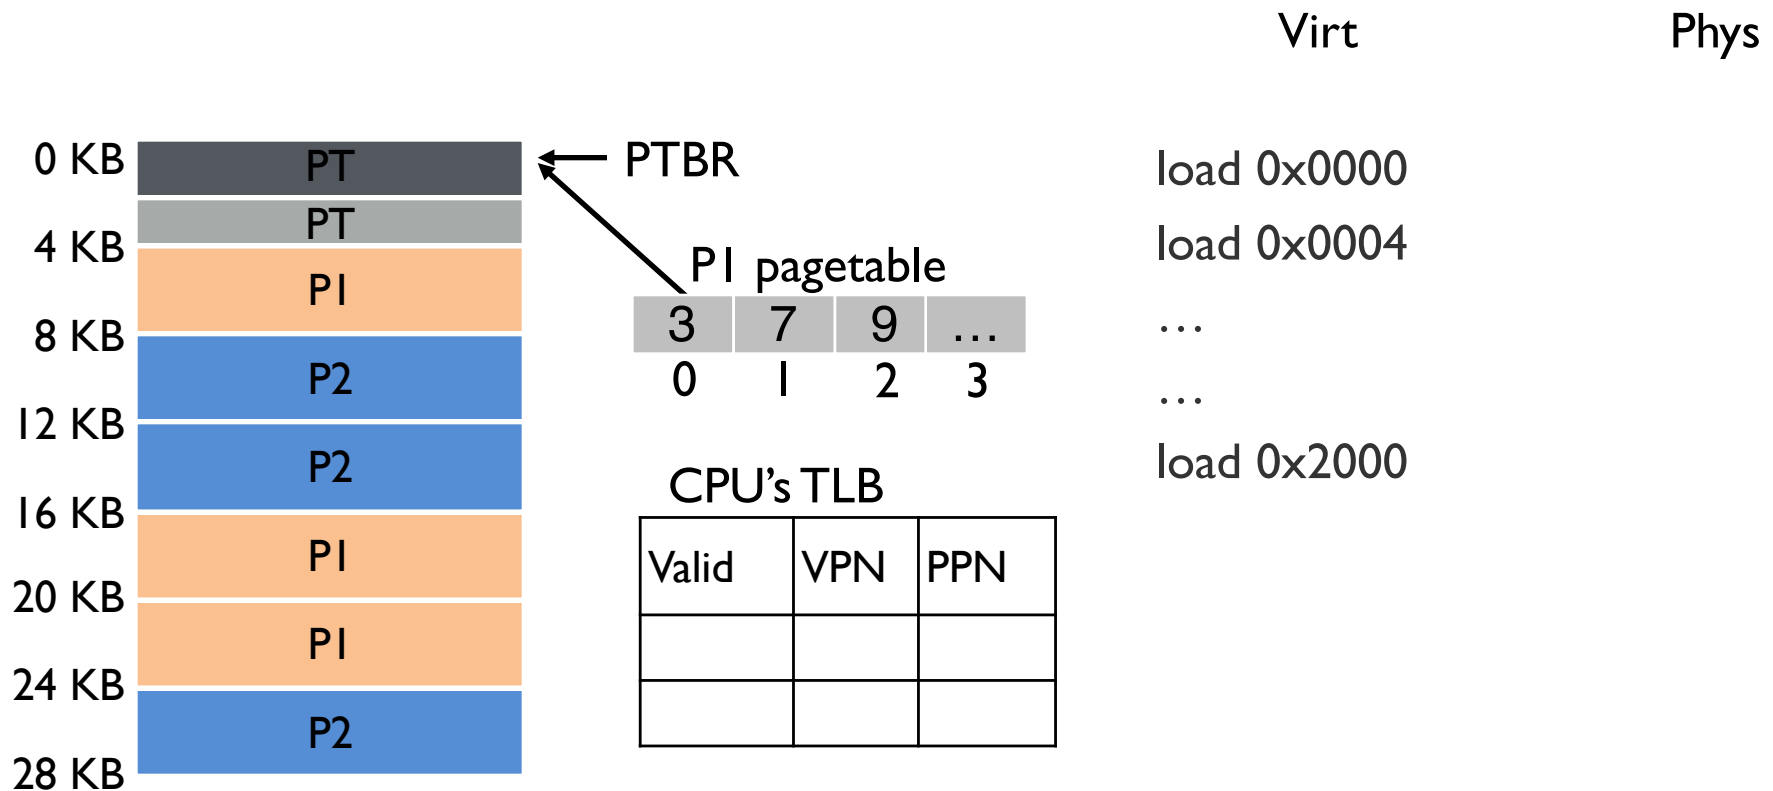 Virt Phys
0 KB PT PTBR load 0x0000
PT
4 KB load 0x0004
P1 pagetable
P1
3 7 9 ... ...
8 KB
0 1 2 3
P2 ...
12 KB
P2 CPU's TLB load 0x2000
16 KB
P1 Valid VPN PPN
20 KB
P1
24 KB
P2
28 KB